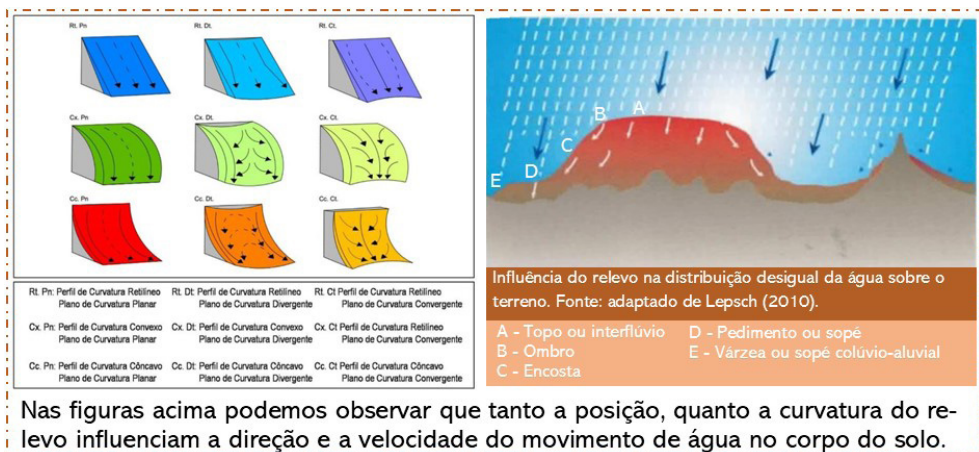 Rt. Pn
Rt. Dt
Rt. Ct
Cx. Pn
Cx. Dt.
Cx. Ct.
Cc. Pn
Cc. Dt.
Cc. Ct.
Rt. Pn: Perfil de Curvatura Retilíneo
Plano de Curvatura Planar
Rt. Dt: Perfil de Curvatura Retilíneo
Plano de Curvatura Divergente
Rt. Ct Perfil de Curvatura Retilíneo
Plano de Curvatura Convergente
Cx. Pn: Perfil de Curvatura Convexo
Plano de Curvatura Planar
Cx. Dt: Perfil de Curvatura Convexo
Plano de Curvatura Divergente
Cx. Ct Perfil de Curvatura Retilíneo
Plano de Curvatura Convergente
Cc. Pn: Perfil de Curvatura Côncavo
Plano de Curvatura Planar
Cc. Dt: Perfil de Curvatura Côncavo
Plano de Curvatura Divergente
Cc. Ct Perfil de Curvatura Côncavo
Plano de Curvatura Convergente
A
B
C
D
E
Influência do relevo na distribuição desigual da água sobre o
terreno. Fonte: adaptado de Lepsch (2010).
A - Topo ou interflúvio
B - Ombro
C - Encosta
D - Pedimento ou sopé
E - Várzea ou sopé colúvio-aluvial
Nas figuras acima podemos observar que tanto a posição, quanto a curvatura do re-
levo influenciam a direção e a velocidade do movimento de água no corpo do solo.